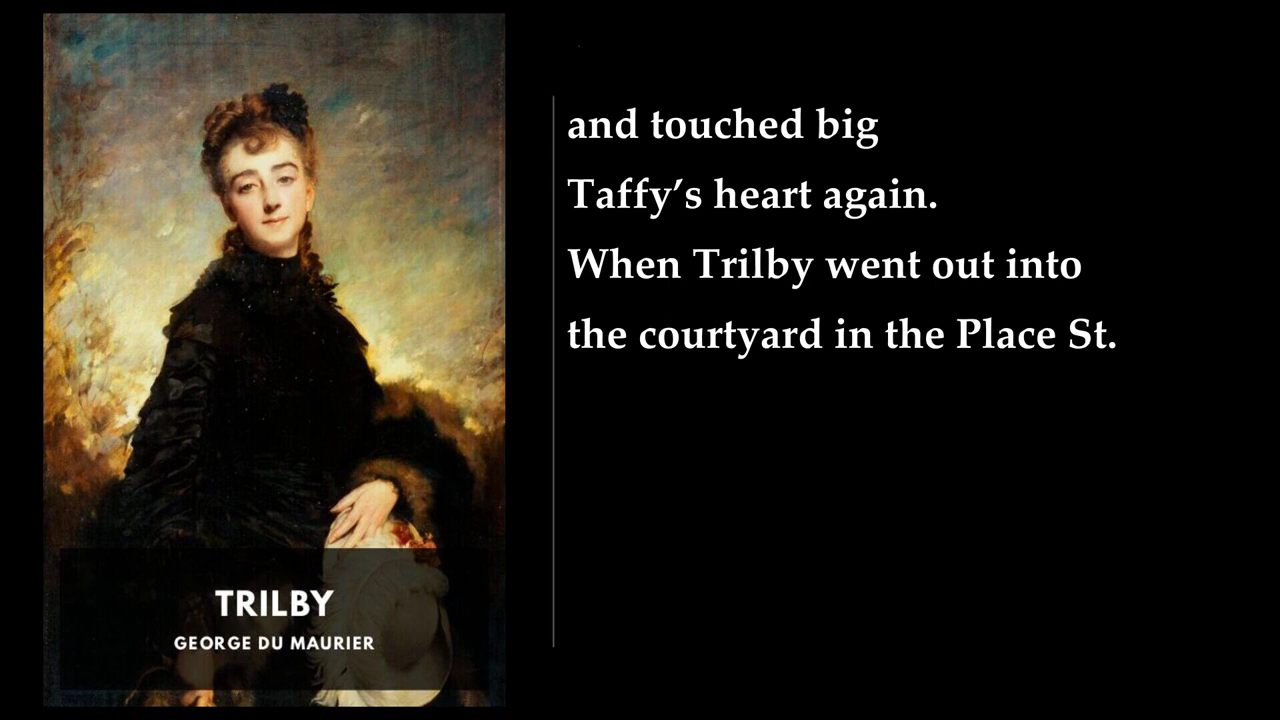 and touched big
Taffy’s heart again.
When Trilby went out into
the courtyard in the Place St.
TRILBY
GEORGE DU MAURIER